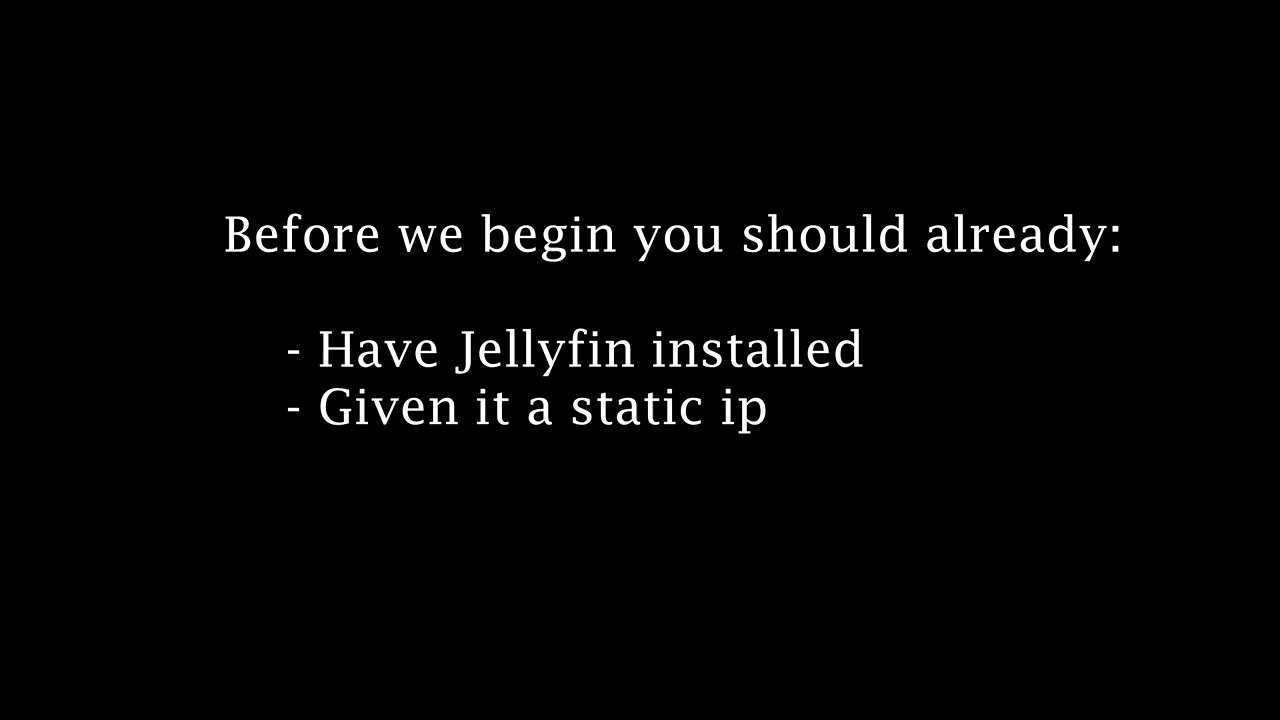 Before we begin you should already:
- Have Jellyfin installed
- Given it a static ip